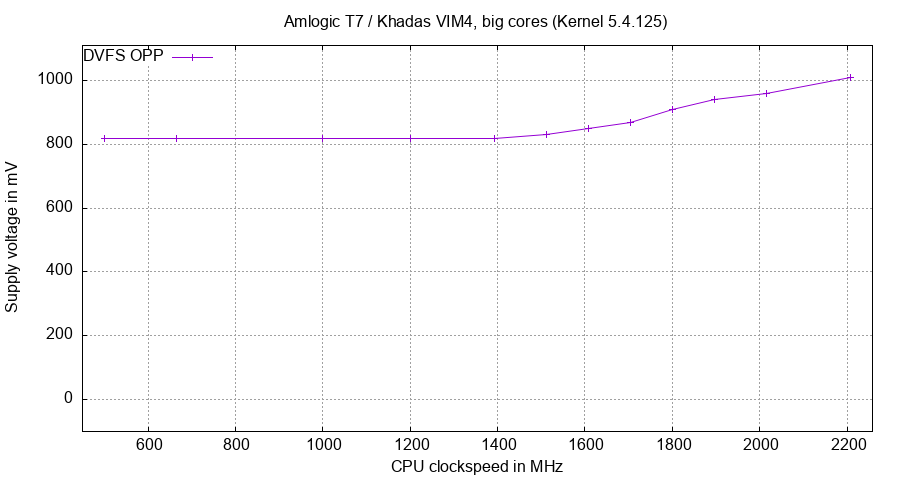 Amlogic T7 / Khadas VIM4, big cores (Kernel 5.4.125)
DVFS OPP
1000
800
600
400
200
0
Supply voltage in mV
600 800 1000 1200 1400 1600 1800 2000 2200
CPU clockspeed in MHz